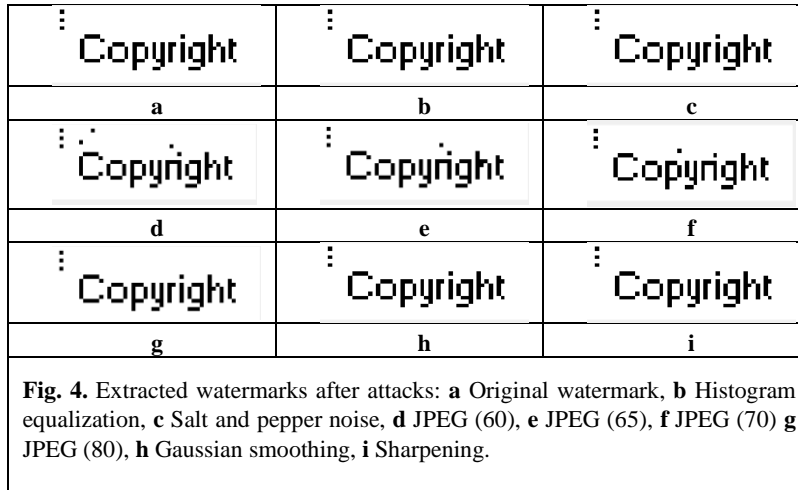 Copyright Copyright Copyright
a b c
Copyright Copyright Copyright
d e f
Copyright Copyright Copyright
g h i
Fig. 4. Extracted watermarks after attacks: a Original watermark, b Histogram
equalization, c Salt and pepper noise, d JPEG (60), e JPEG (65), f JPEG (70) g
JPEG (80), h Gaussian smoothing, i Sharpening.